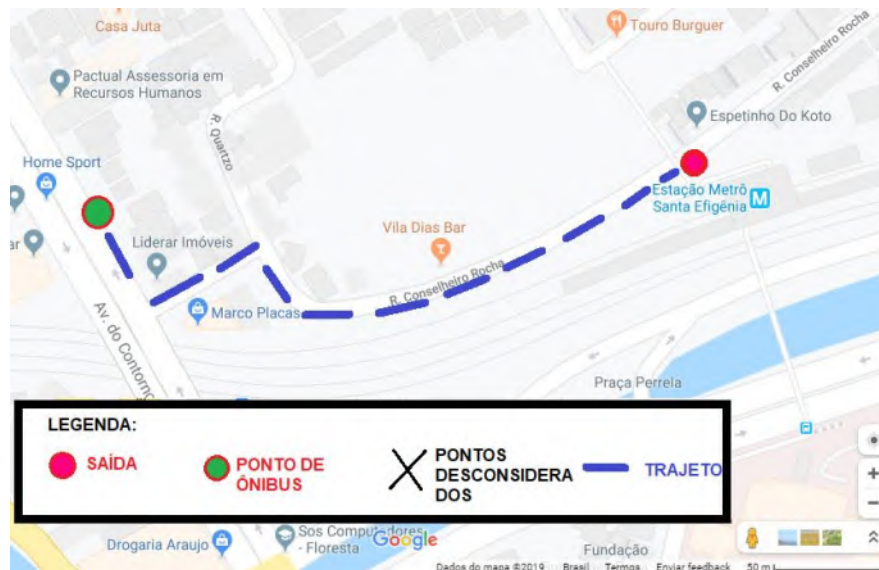 Casa Juta
Touro Burguer
Pactual Assessoria em
Recursos Humanos
R. Conselheiro Rocha
Espetinho Do Koto
R. Quartzo
Home Sport
Estação Metrô
Santa Efigênia
M
ar
Liderar Imóveis
Vila Dias Bar
R. Conselheiro Rocha
Marco Placas
Av. do Contorno
Praça Perrela
LEGENDA:
SAÍDA
PONTO DE
ÔNIBUS
PONTOS
DESCONSIDERA
DOS
TRAJETO
Drogaria Araujo
Sos Computadores
- Floresta
Google
Fundação
Dados do mapa ©2019
Brasil
Termos
Enviar feedback
50 m